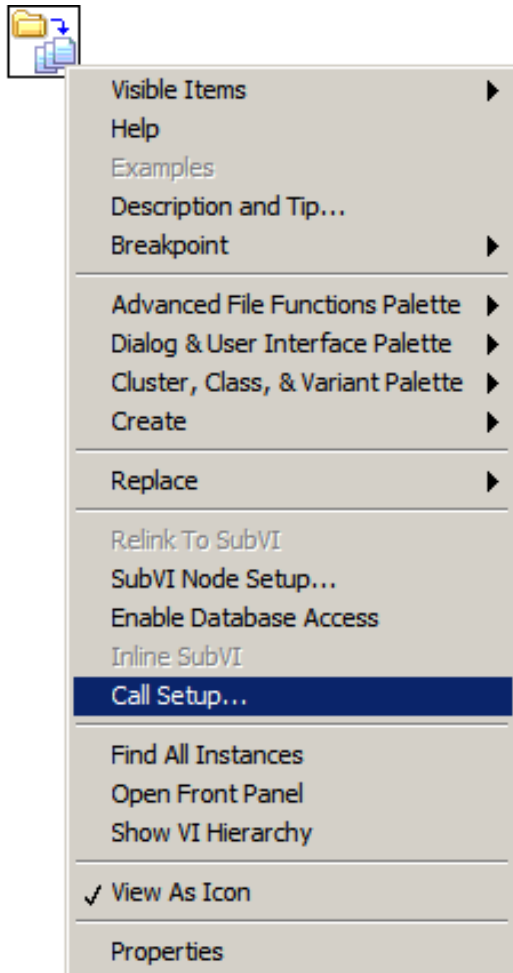 Visible Items
Help
Examples
Description and Tip...
Breakpoint
Advanced File Functions Palette
Dialog & User Interface Palette
Cluster, Class, & Variant Palette
Create
Replace
Relink To SubVI
SubVI Node Setup...
Enable Database Access
Inline SubVI
Call Setup...
Find All Instances
Open Front Panel
Show VI Hierarchy
View As Icon
Properties